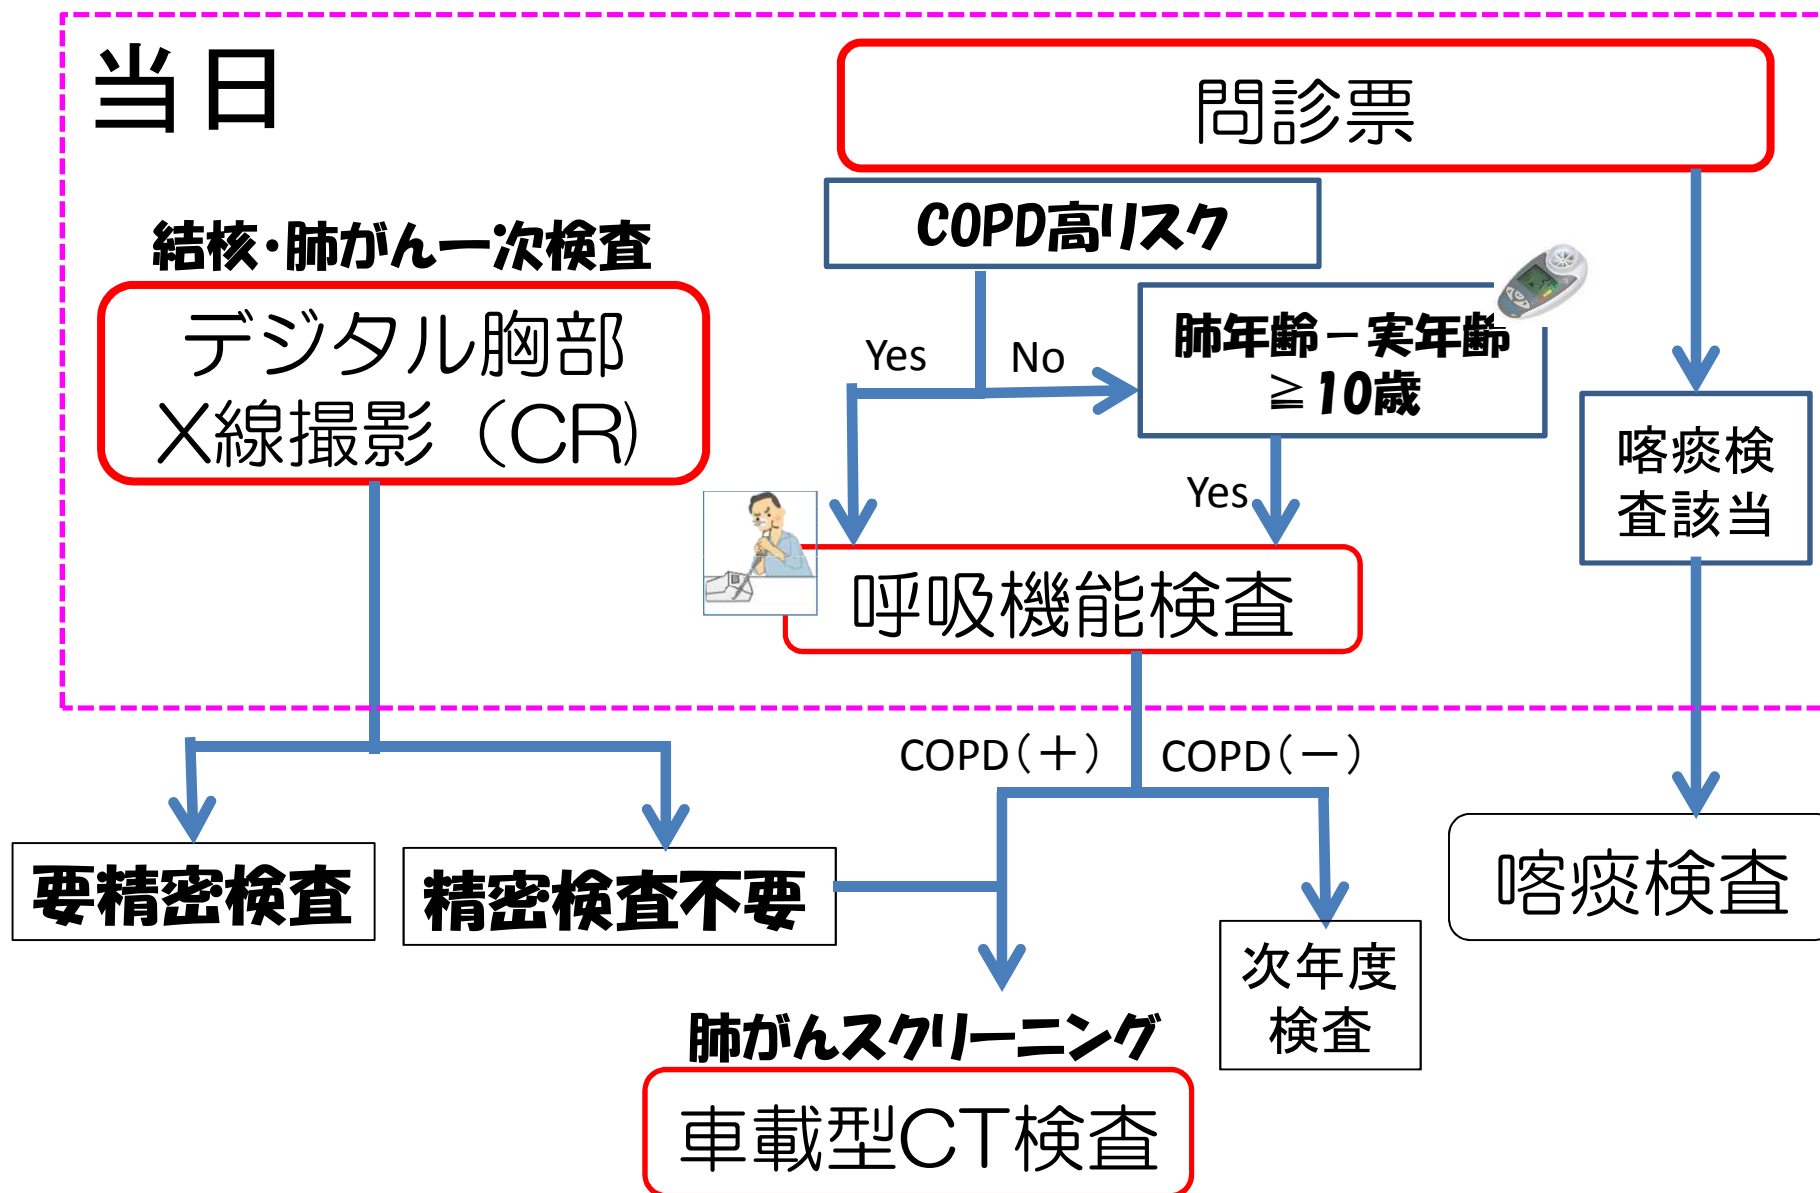 当日
問診票
COPD高リスク
結核・肺がん一次検査
デジタル胸部
X線撮影（CR)
Yes
No
肺年齢－実年齢
≧10歳
喀痰検
査該当
Yes
呼吸機能検査
COPD(＋)
COPD(－)
要精密検査
精密検査不要
喀痰検査
次年度
検査
肺がんスクリーニング
車載型CT検査